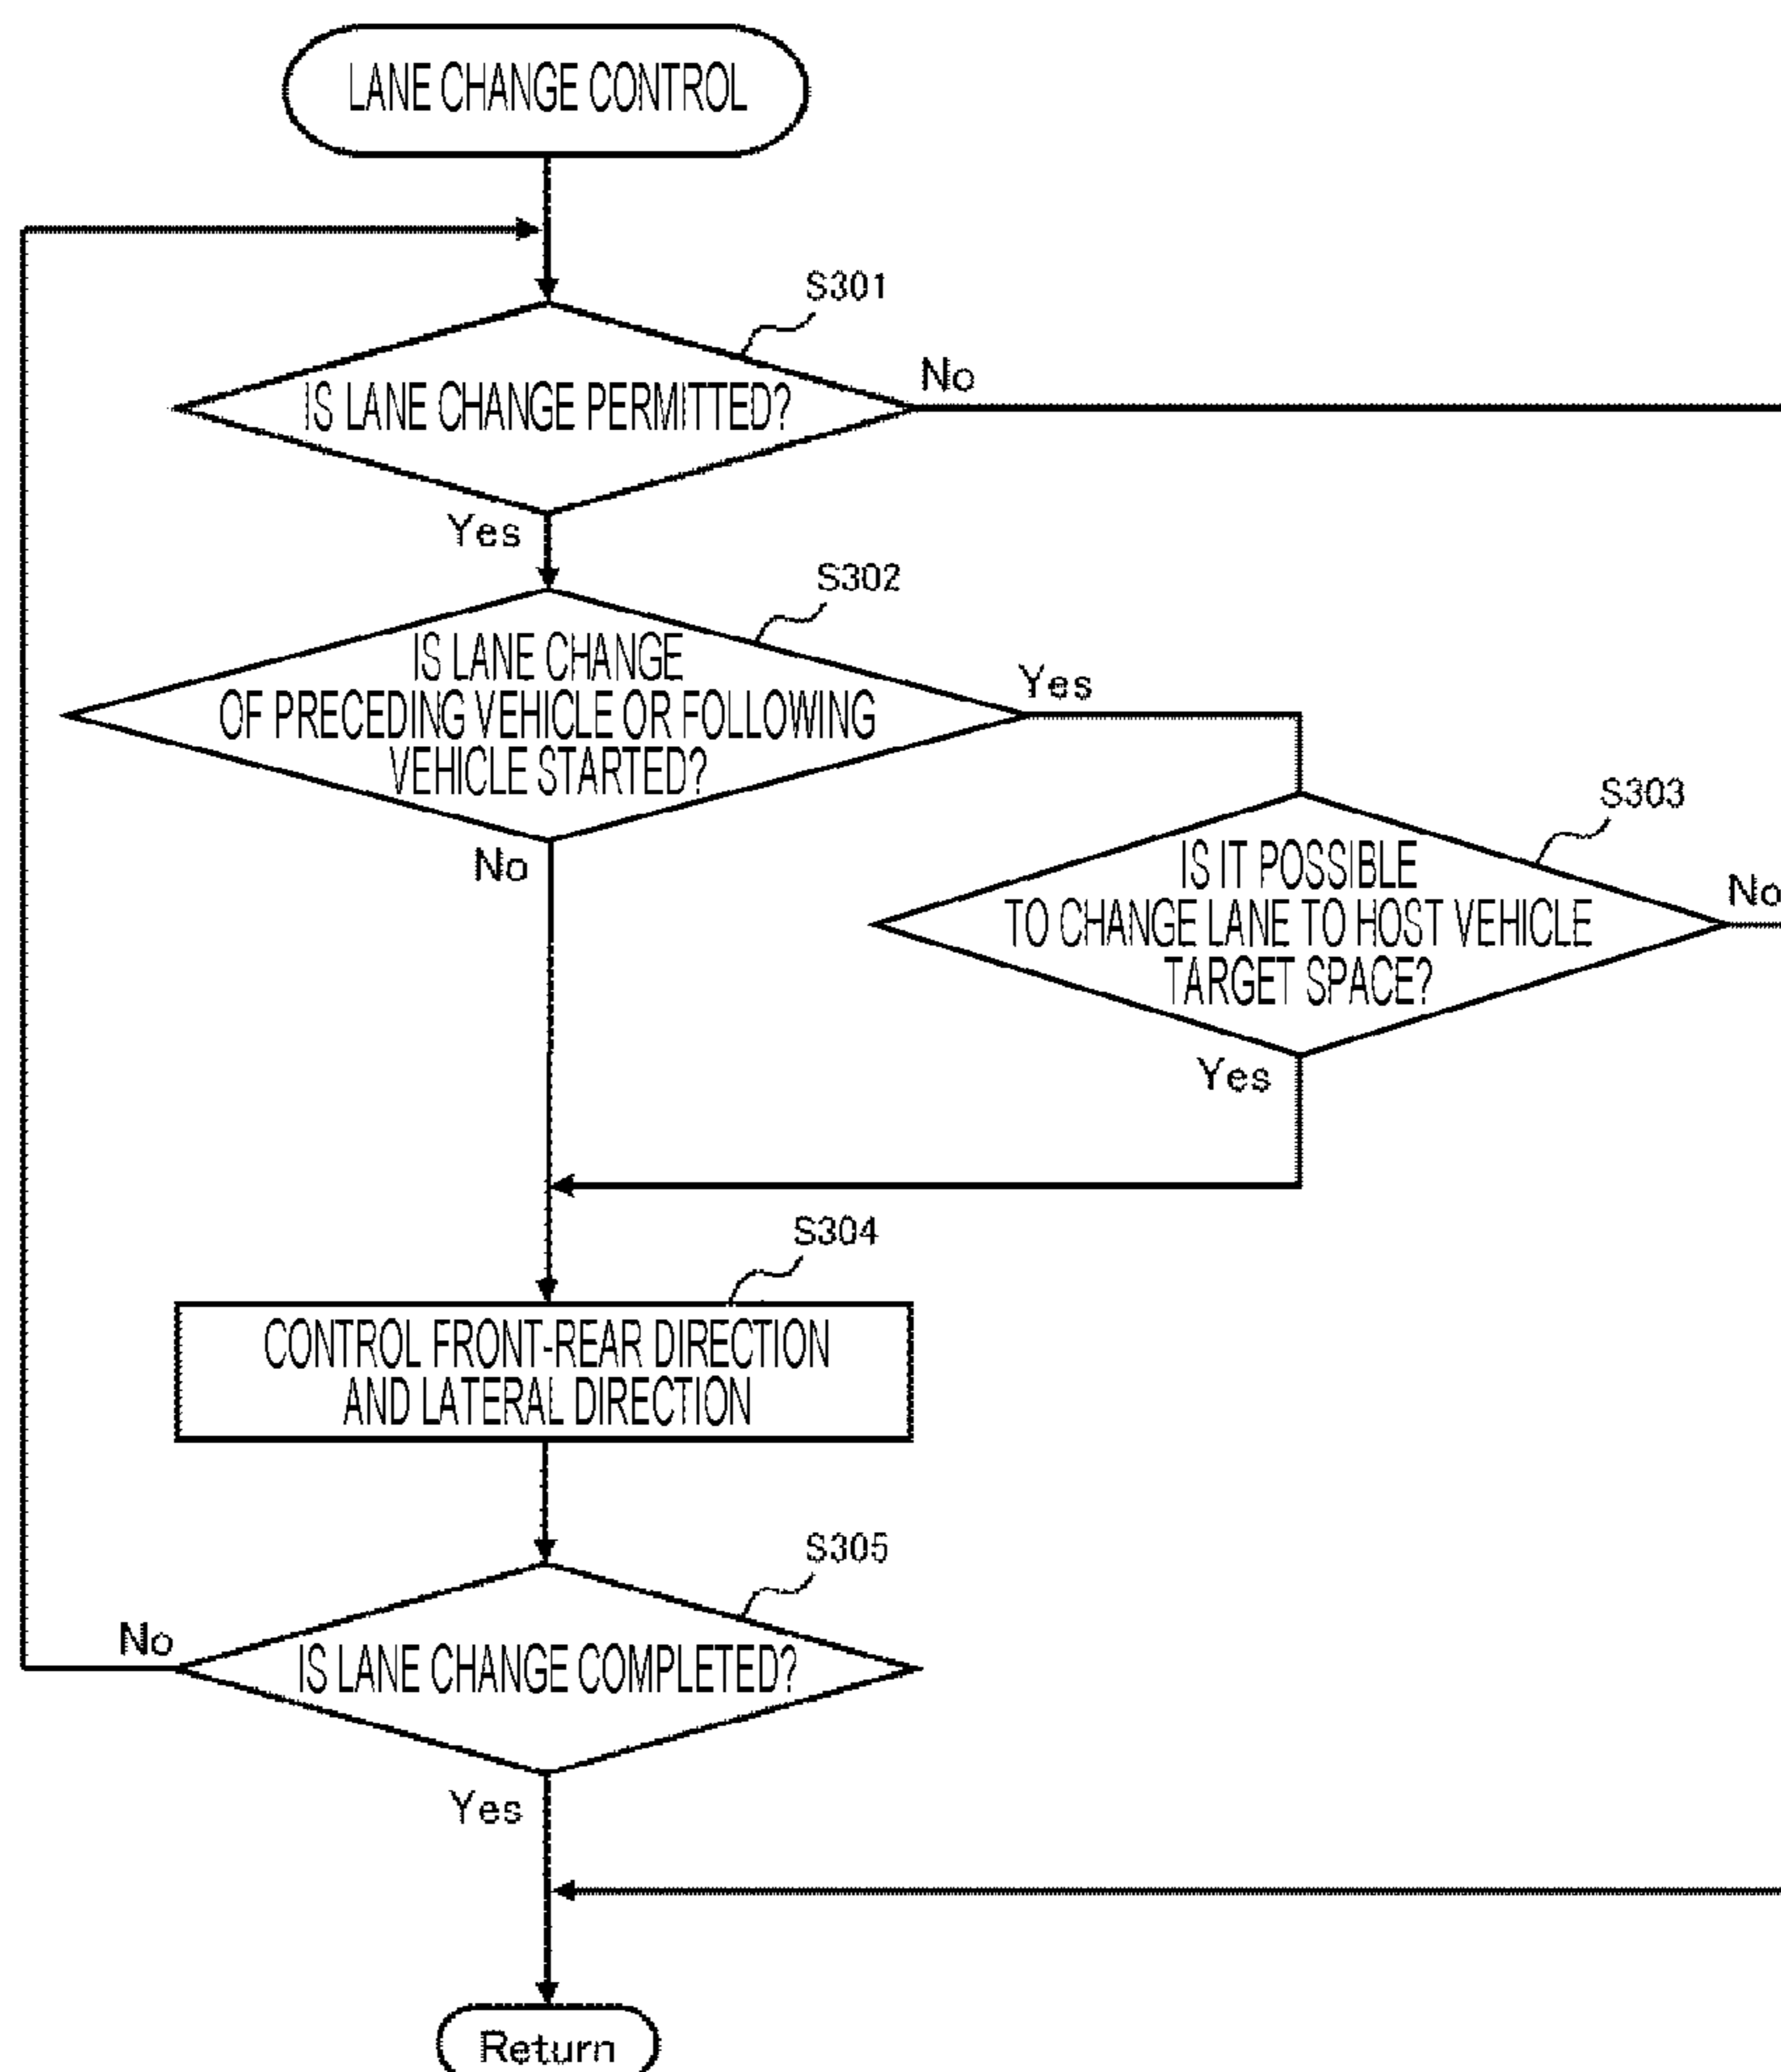 LANE CHANGE CONTROL
S301
IS LANE CHANGE PERMITTED?
No
Yes
S302
IS LANE CHANGE
OF PRECEDING VEHICLE OR FOLLOWING
VEHICLE STARTED?
Yes
No
S303
IS IT POSSIBLE
TO CHANGE LANE TO HOST VEHICLE
TARGET SPACE?
No
Yes
S304
CONTROL FRONT-REAR DIRECTION
AND LATERAL DIRECTION
S305
IS LANE CHANGE COMPLETED?
No
Yes
Return